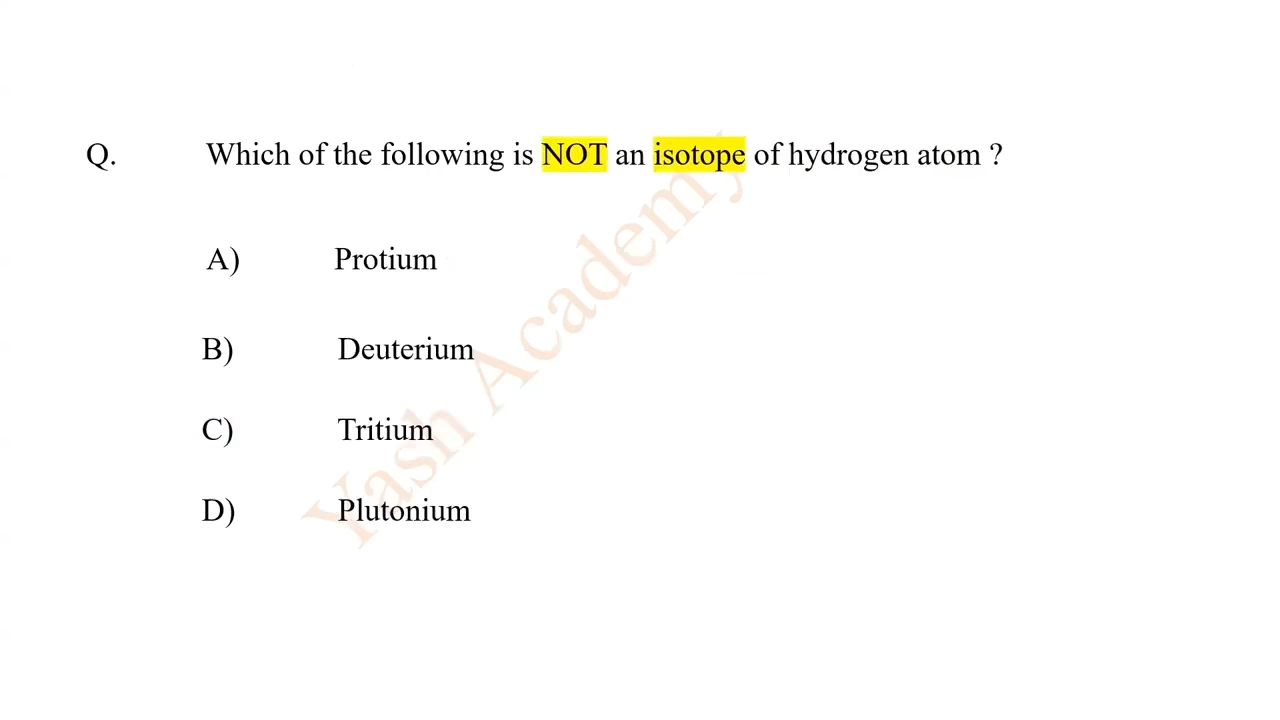 Q. Which of the following is NOT an isotope of hydrogen atom ?
A) Protium
B) Deuterium
C) Tritium
D) Plutonium
Yash Academy